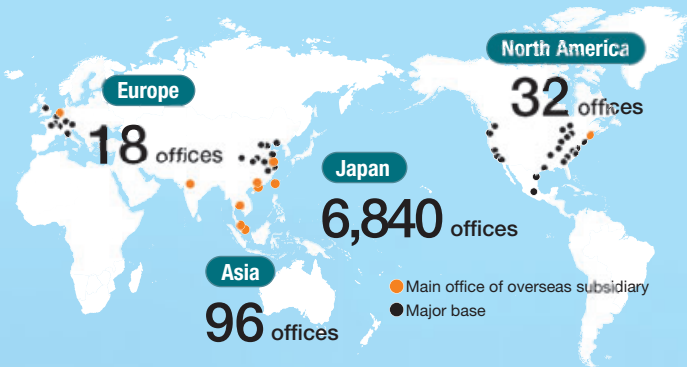 North America
32 offices
Europe
18 offices
Japan
6,840 offices
Asia
96 offices
Main office of overseas subsidiary
Major base